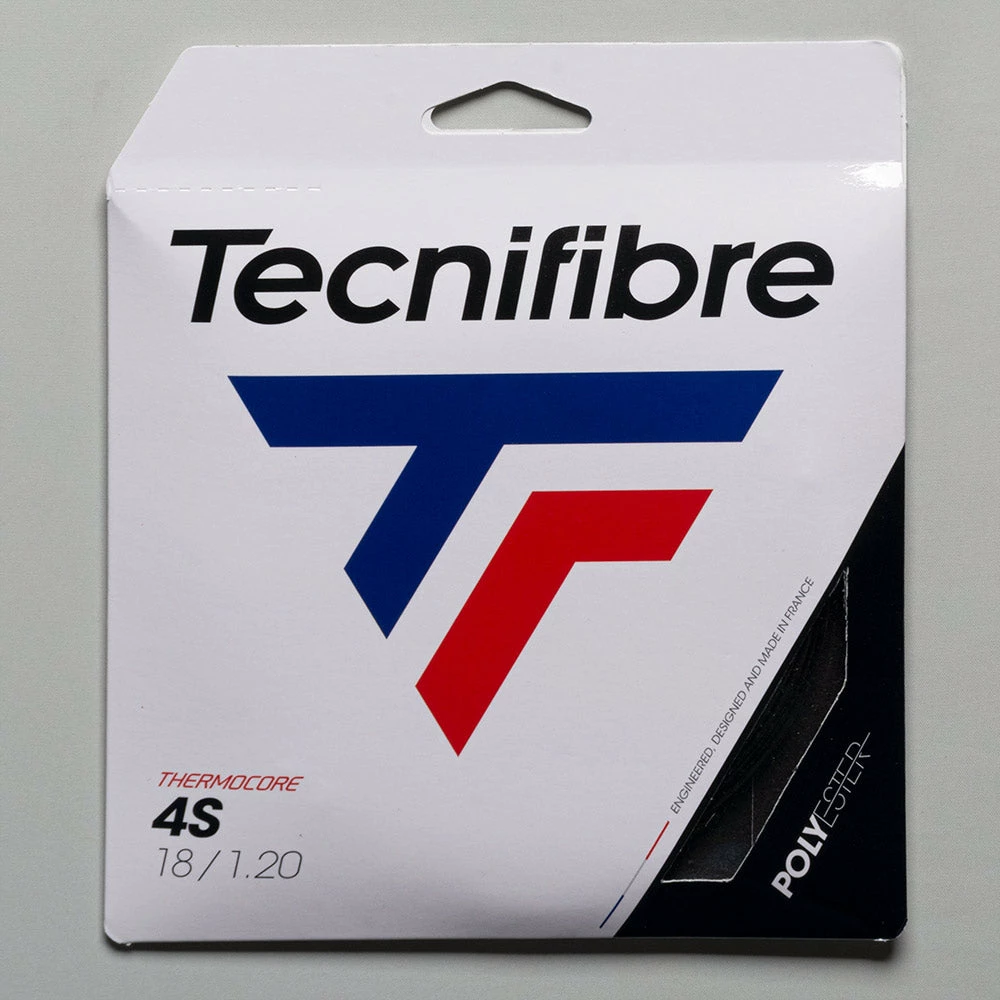 Tecnifibre
THERMOCORE
4S
18 / 1.20
ENGINEERED, DESIGNED AND MADE IN FRANCE
POLYESTER